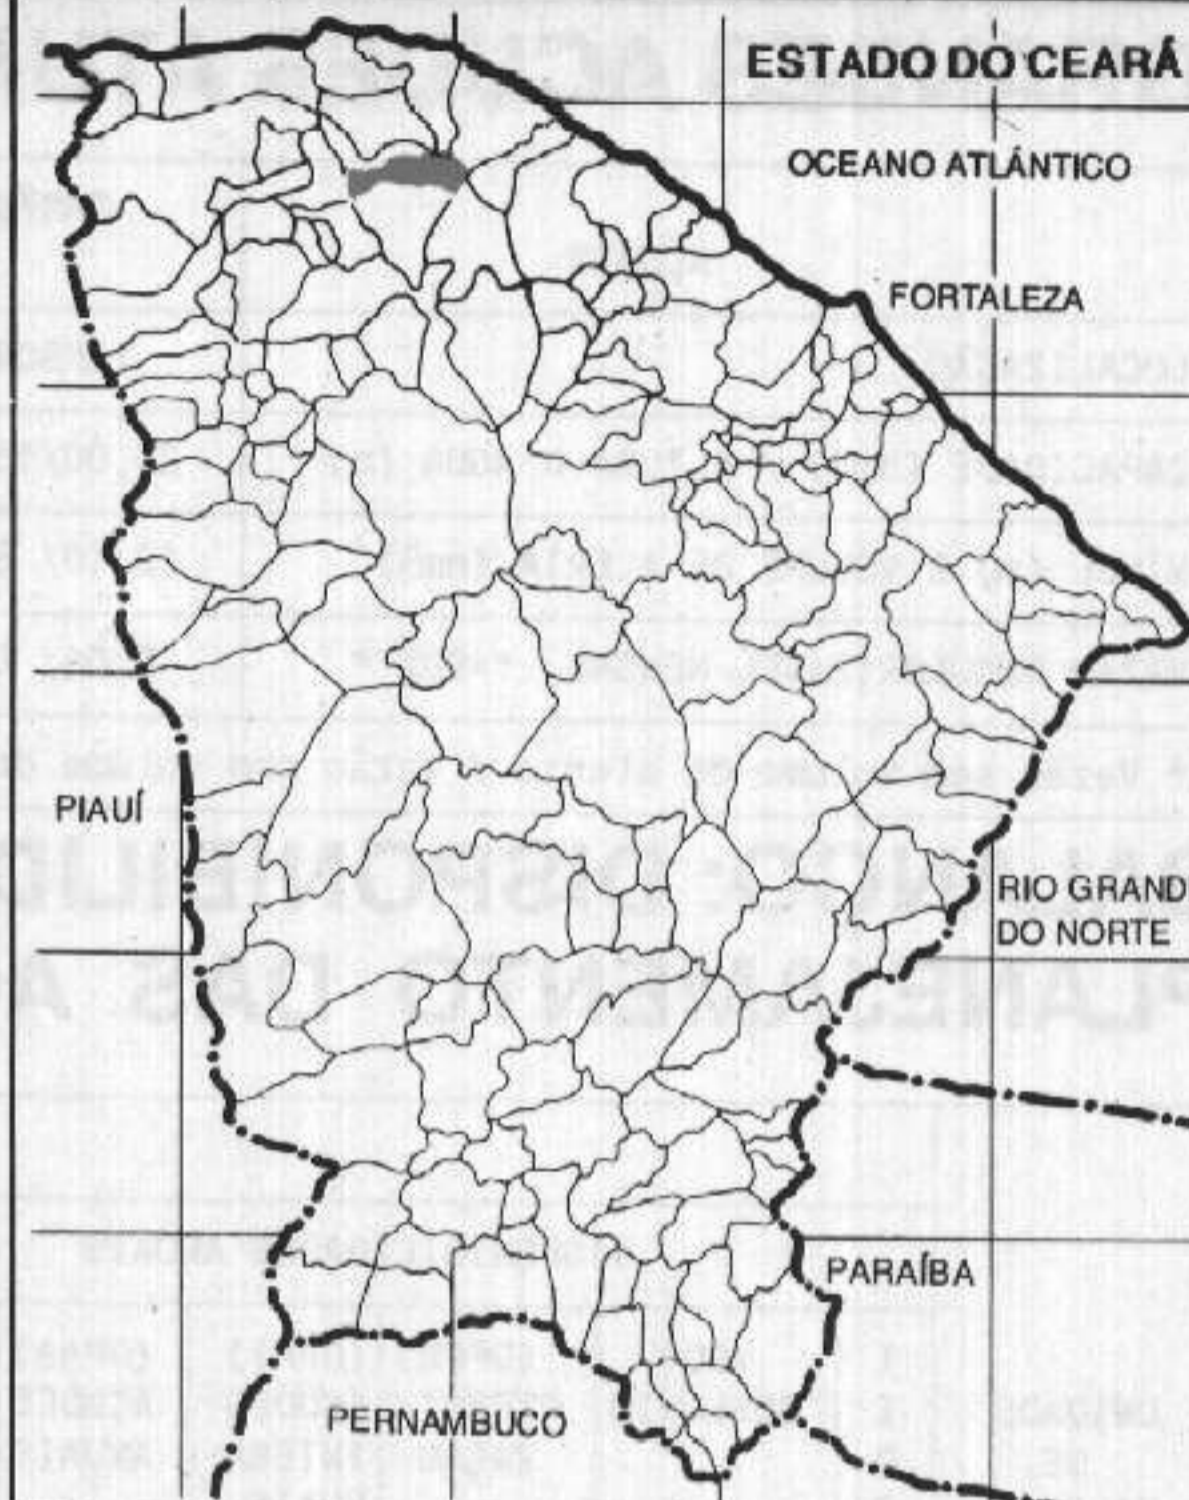 ESTADO DO CEARÁ
OCEANO ATLÂNTICO
FORTALEZA
PIAUÍ
RIO GRAND
DO NORTE
PARAÍBA
PERNAMBUCO